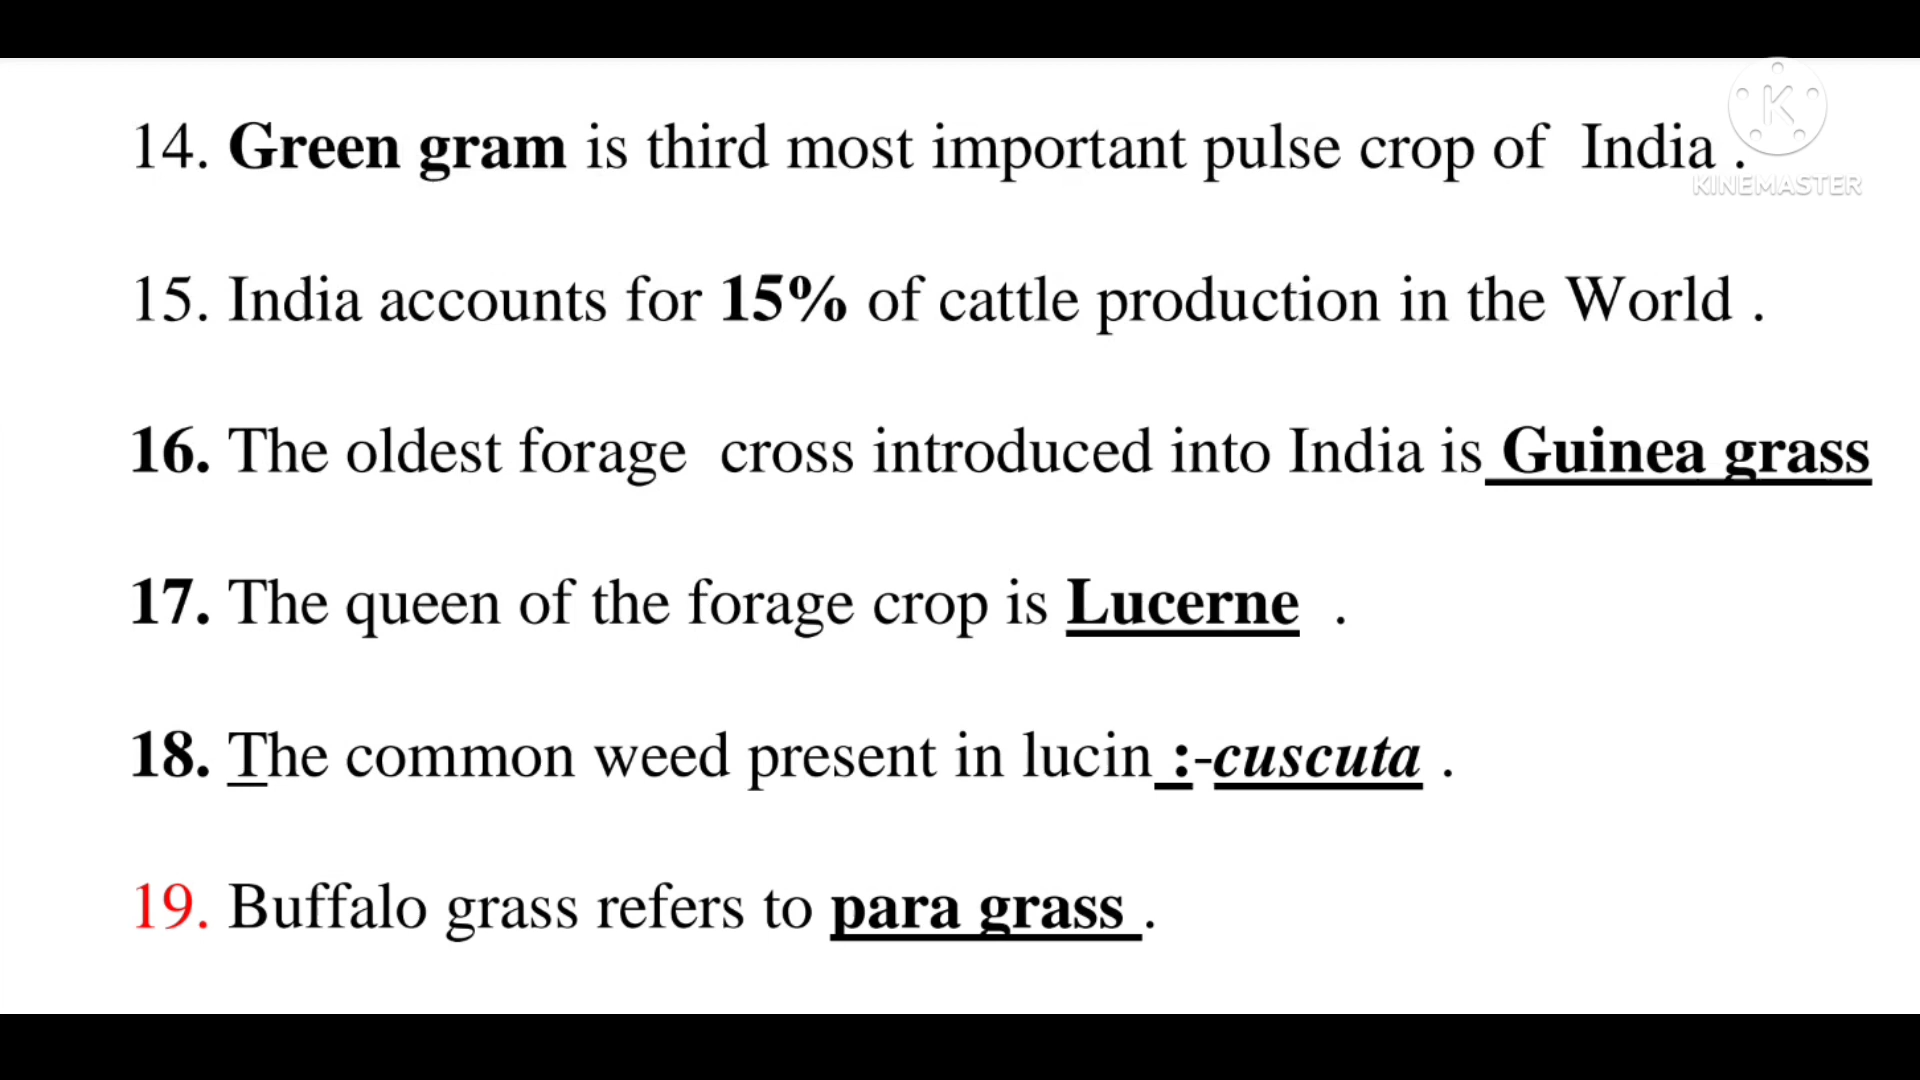 14. Green gram is third most important pulse crop of India .
KINEMASTER
15. India accounts for 15% of cattle production in the World .
16. The oldest forage cross introduced into India is Guinea grass
17. The queen of the forage crop is Lucerne .
18. The common weed present in lucin :-cuscuta .
19. Buffalo grass refers to para grass .